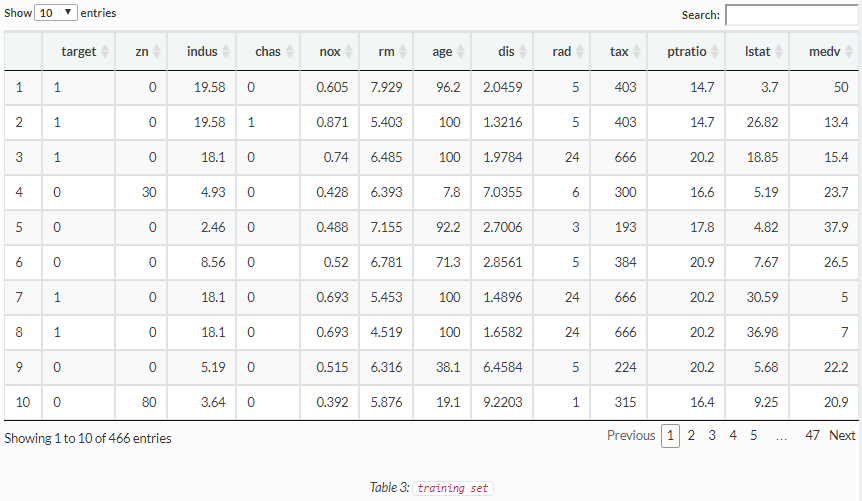 Show 10 entries Search:
target zn indus chas nox rm age dis rad tax ptratio lstat medv
1 1 0 19.58 0 0.605 7.929 96.2 2.0459 5 403 14.7 3.7 50
2 1 0 19.58 1 0.871 5.403 100 1.3216 5 403 14.7 26.82 13.4
3 1 0 18.1 0 0.74 6.485 100 1.9784 24 666 20.2 18.85 15.4
4 0 30 4.93 0 0.428 6.393 7.8 7.0355 6 300 16.6 5.19 23.7
5 0 0 2.46 0 0.488 7.155 92.2 2.7006 3 193 17.8 4.82 37.9
6 0 0 8.56 0 0.52 6.781 71.3 2.8561 5 384 20.9 7.67 26.5
7 1 0 18.1 0 0.693 5.453 100 1.4896 24 666 20.2 30.59 5
8 1 0 18.1 0 0.693 4.519 100 1.6582 24 666 20.2 36.98 7
9 0 0 5.19 0 0.515 6.316 38.1 6.4584 5 224 20.2 5.68 22.2
10 0 80 3.64 0 0.392 5.876 19.1 9.2203 1 315 16.4 9.25 20.9
Showing 1 to 10 of 466 entries Previous 1 2 3 4 5 … 47 Next
Table 3: training set